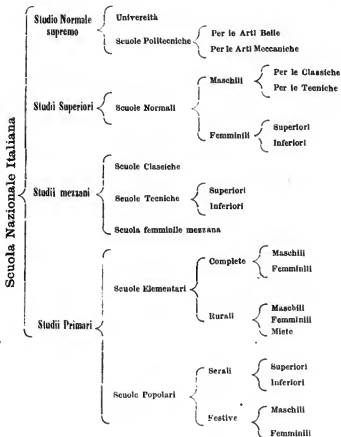 Scuola Nazionale Italiana
Studio Normale
supremo
Univereità
Scuole Politecniche
Per le Arti Belle
Per le Arti Meccaniche
Studii Superiori
Scuole Normali
Maschili
Per le Classiche
Per le Tecniche
Femminili
Superiori
Inferiori
Studii mezzani
Scuole Classiche
Scuole Tecniche
Superiori
Inferiori
Scuola femminile mezzana
Studii Primari
Scuole Elementari
Complete
Maschili
Femminili
Rurali
Maschili
Femminili
Miste
Scuole Popolari
Serali
Superiori
Inferiori
Festive
Maschili
Femminili